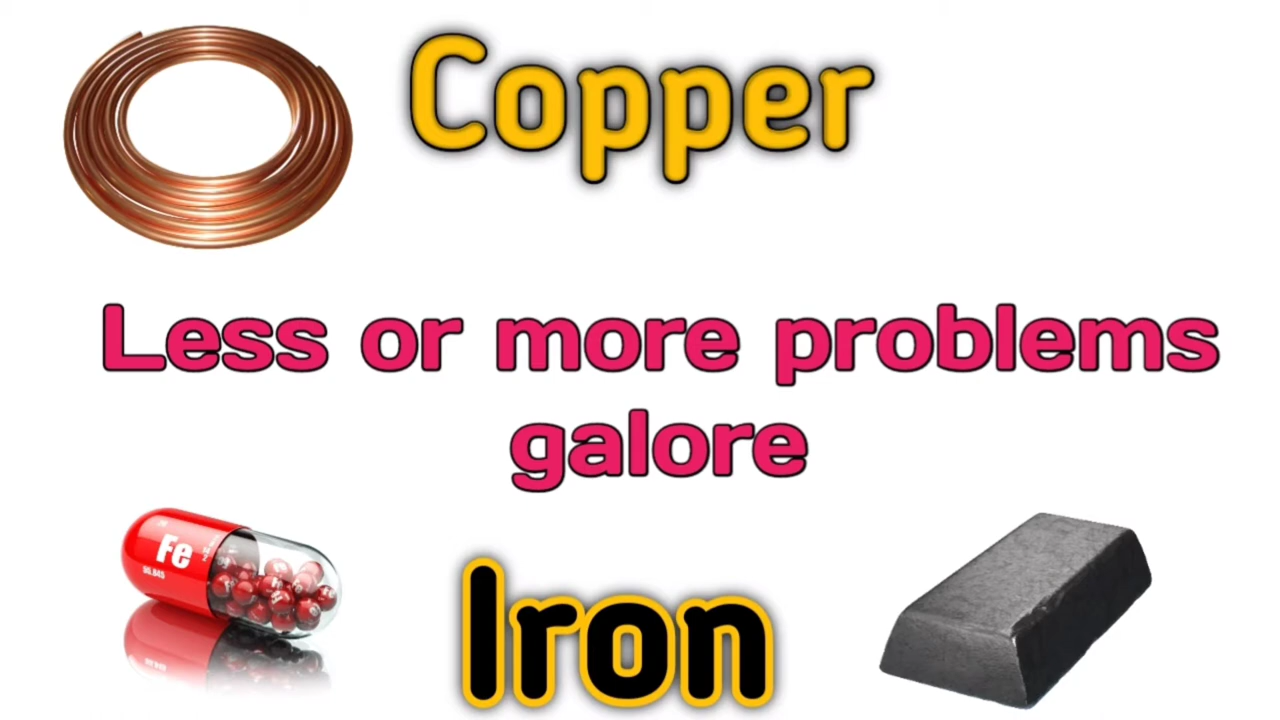 Copper
Less or more problems
galore
Fe
Iron